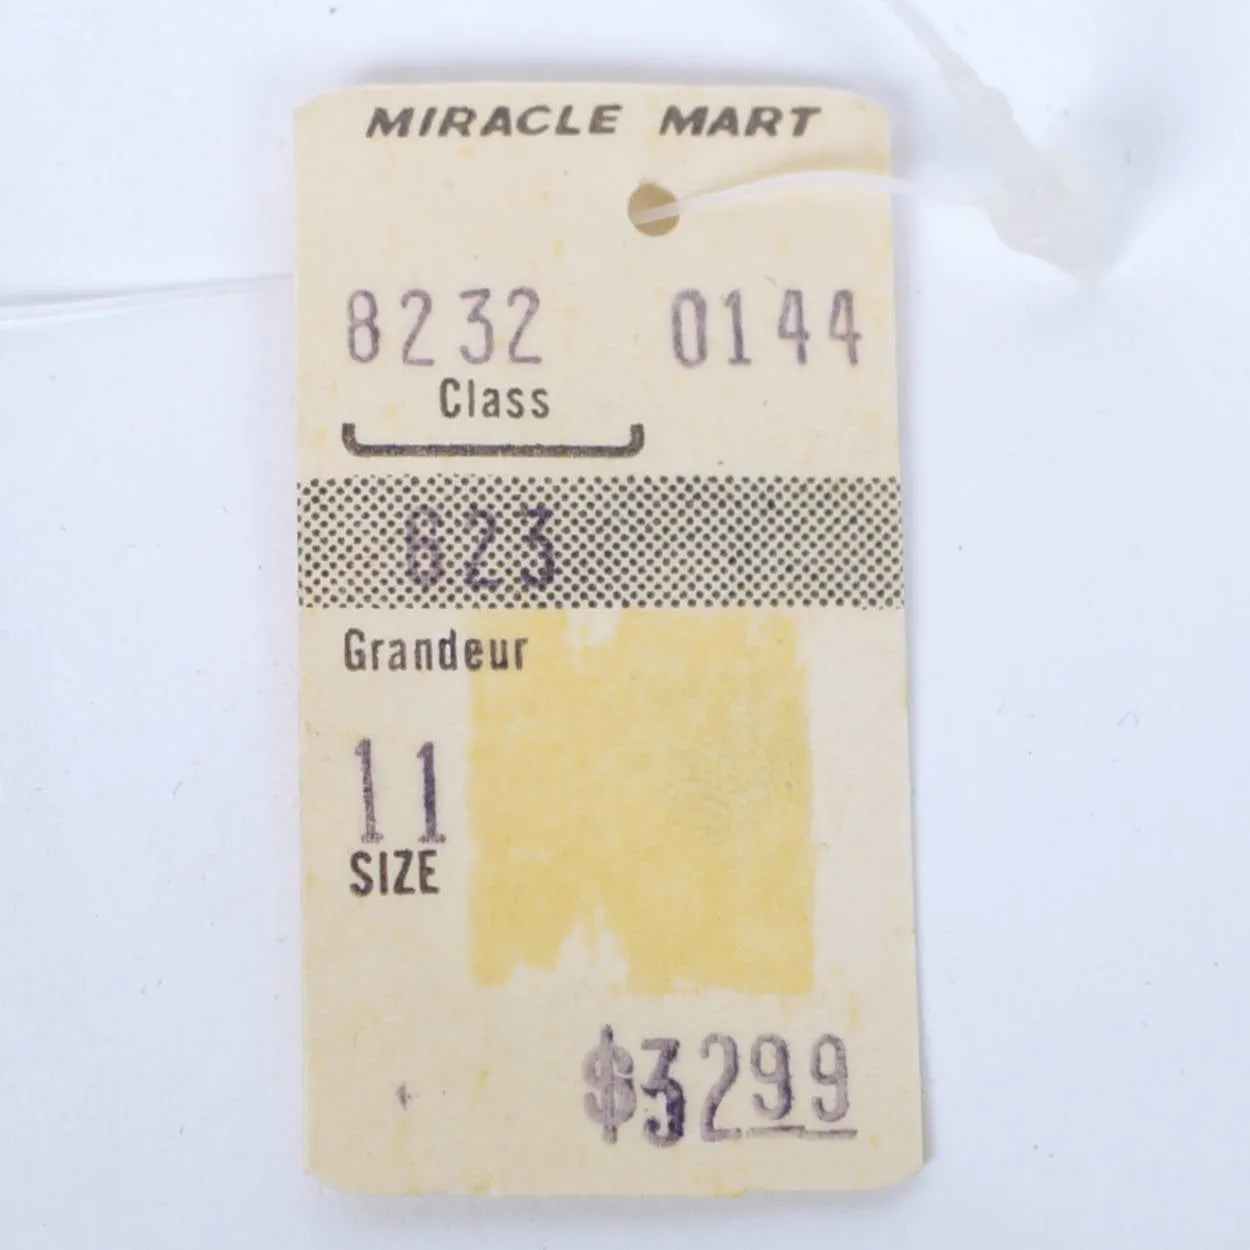 MIRACLE MART
8232 0144
Class
623
Grandeur
11
SIZE
$3299